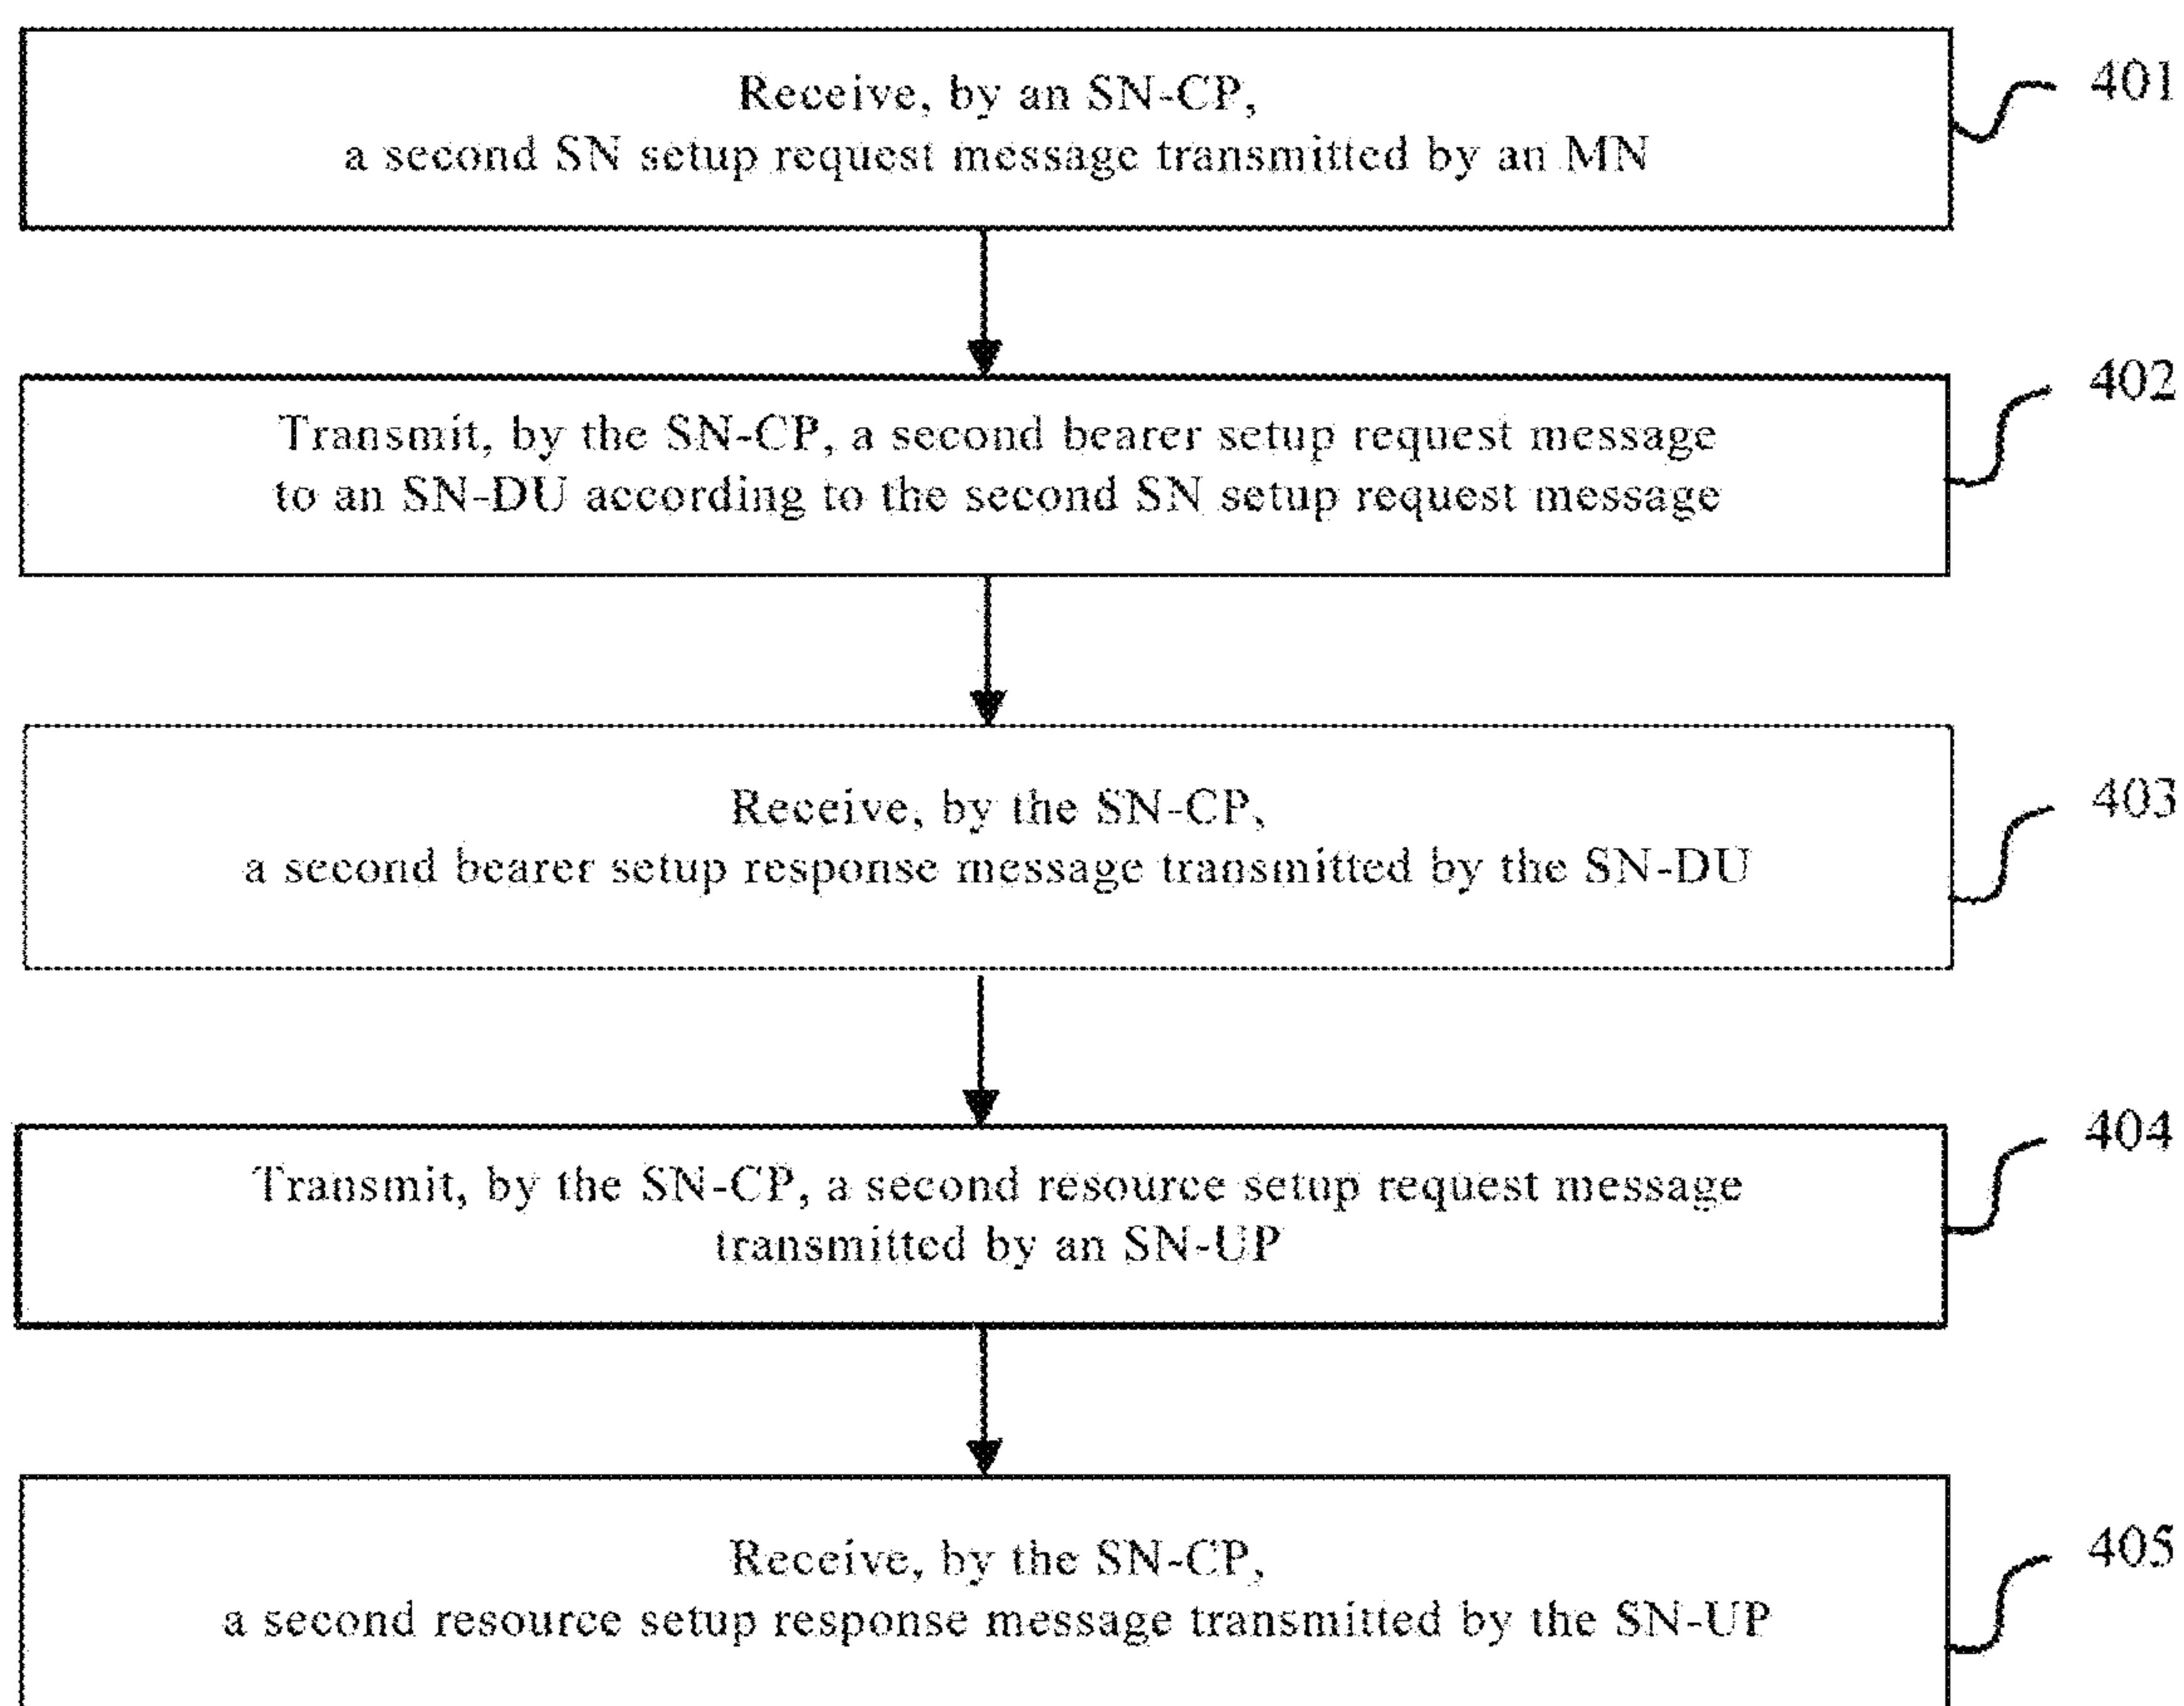 Receive, by an SN-CP,
a second SN setup request message transmitted by an MN
401
Transmit, by the SN-CP, a second bearer setup request message
to an SN-DU according to the second SN setup request message
402
Receive, by the SN-CP,
a second bearer setup response message transmitted by the SN-DU
403
Transmit, by the SN-CP, a second resource setup request message
transmitted by an SN-UP
404
Receive, by the SN-CP,
a second resource setup response message transmitted by the SN-UP
405